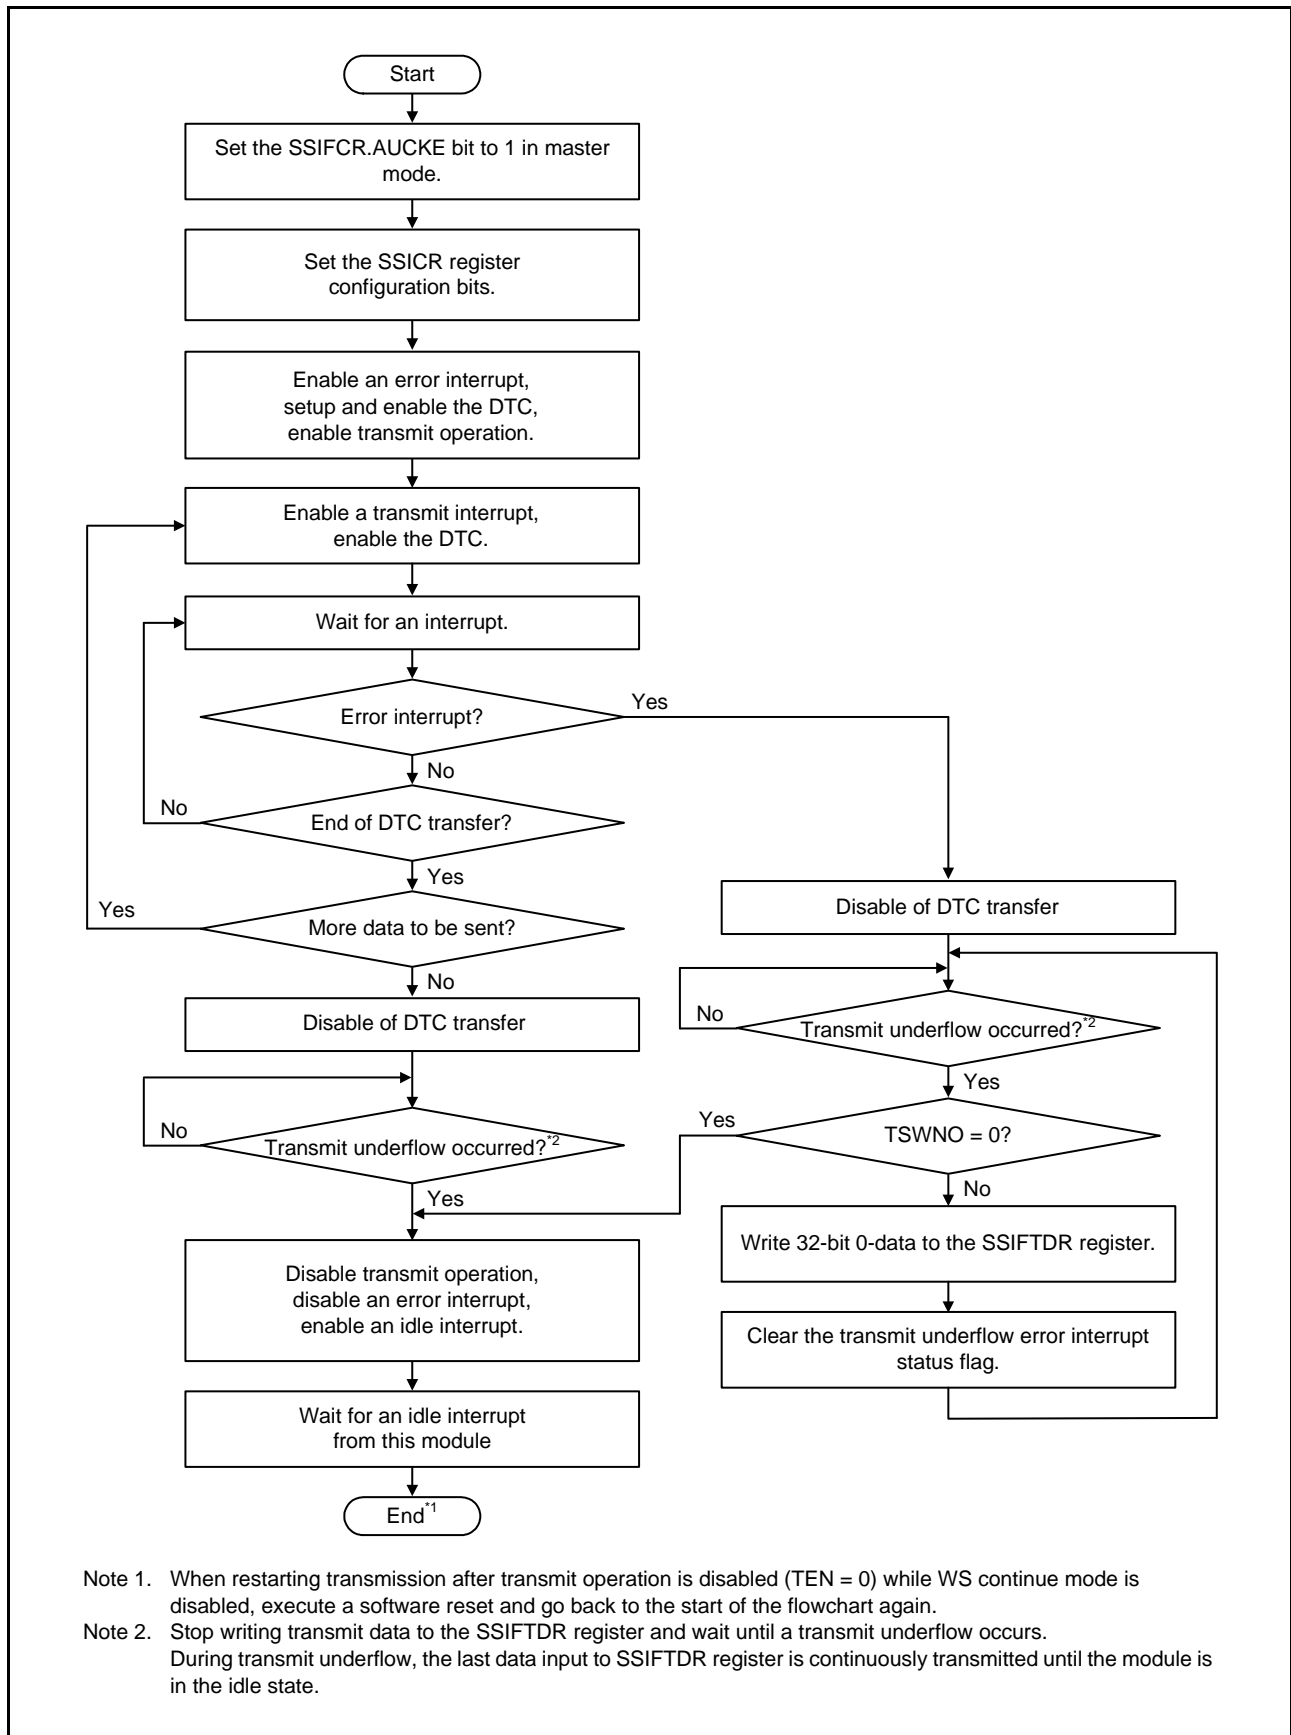 Start
Set the SSIFCR.AUCKE bit to 1 in master
mode.
Set the SSICR register
configuration bits.
Enable an error interrupt,
setup and enable the DTC,
enable transmit operation.
Enable a transmit interrupt,
enable the DTC.
Wait for an interrupt.
Error interrupt?
Yes
No
End of DTC transfer?
No
Yes
More data to be sent?
Yes
No
Disable of DTC transfer
Transmit underflow occurred?*2
No
Yes
Disable of DTC transfer
Transmit underflow occurred?*2
No
Yes
TSWNO = 0?
Yes
No
Write 32-bit 0-data to the SSIFTDR register.
Clear the transmit underflow error interrupt
status flag.
Disable transmit operation,
disable an error interrupt,
enable an idle interrupt.
Wait for an idle interrupt
from this module
End*1
Note 1. When restarting transmission after transmit operation is disabled (TEN = 0) while WS continue mode is
disabled, execute a software reset and go back to the start of the flowchart again.
Note 2. Stop writing transmit data to the SSIFTDR register and wait until a transmit underflow occurs.
During transmit underflow, the last data input to SSIFTDR register is continuously transmitted until the module is
in the idle state.